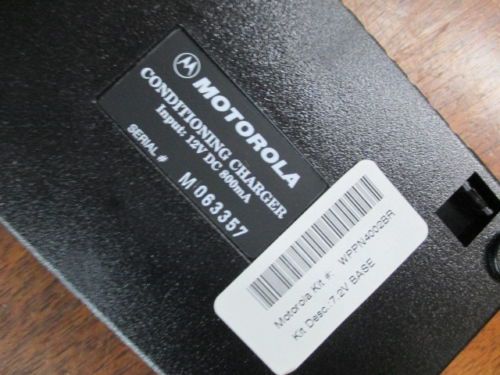 MOTOROLA
CONDITIONING CHARGER
Input: 12V DC 800mA
SERIAL #
M 063357
Motorola Kit #: WPPN4002BR
Kit Desc.:7.2V BASE